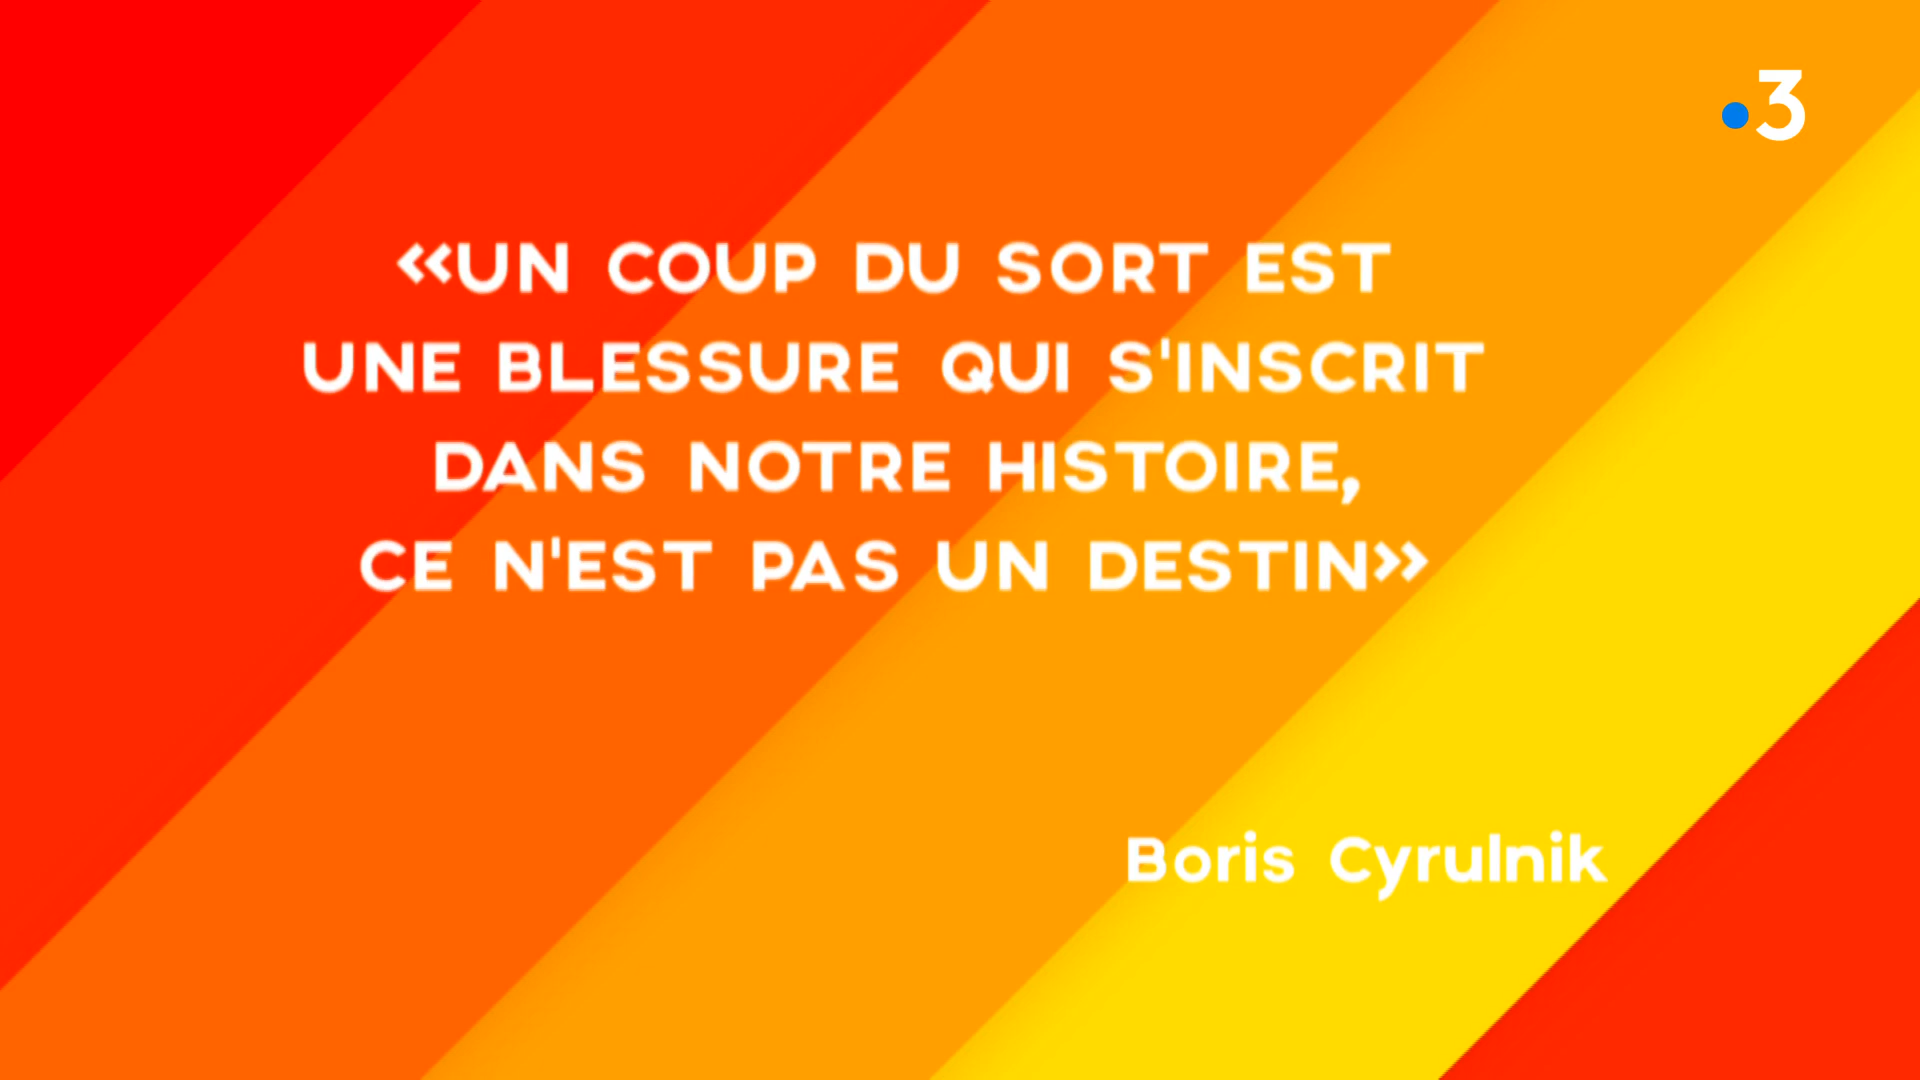 .3
«UN COUP DU SORT EST
UNE BLESSURE QUI S'INSCRIT
DANS NOTRE HISTOIRE,
CE N'EST PAS UN DESTIN»
Boris Cyrulnik